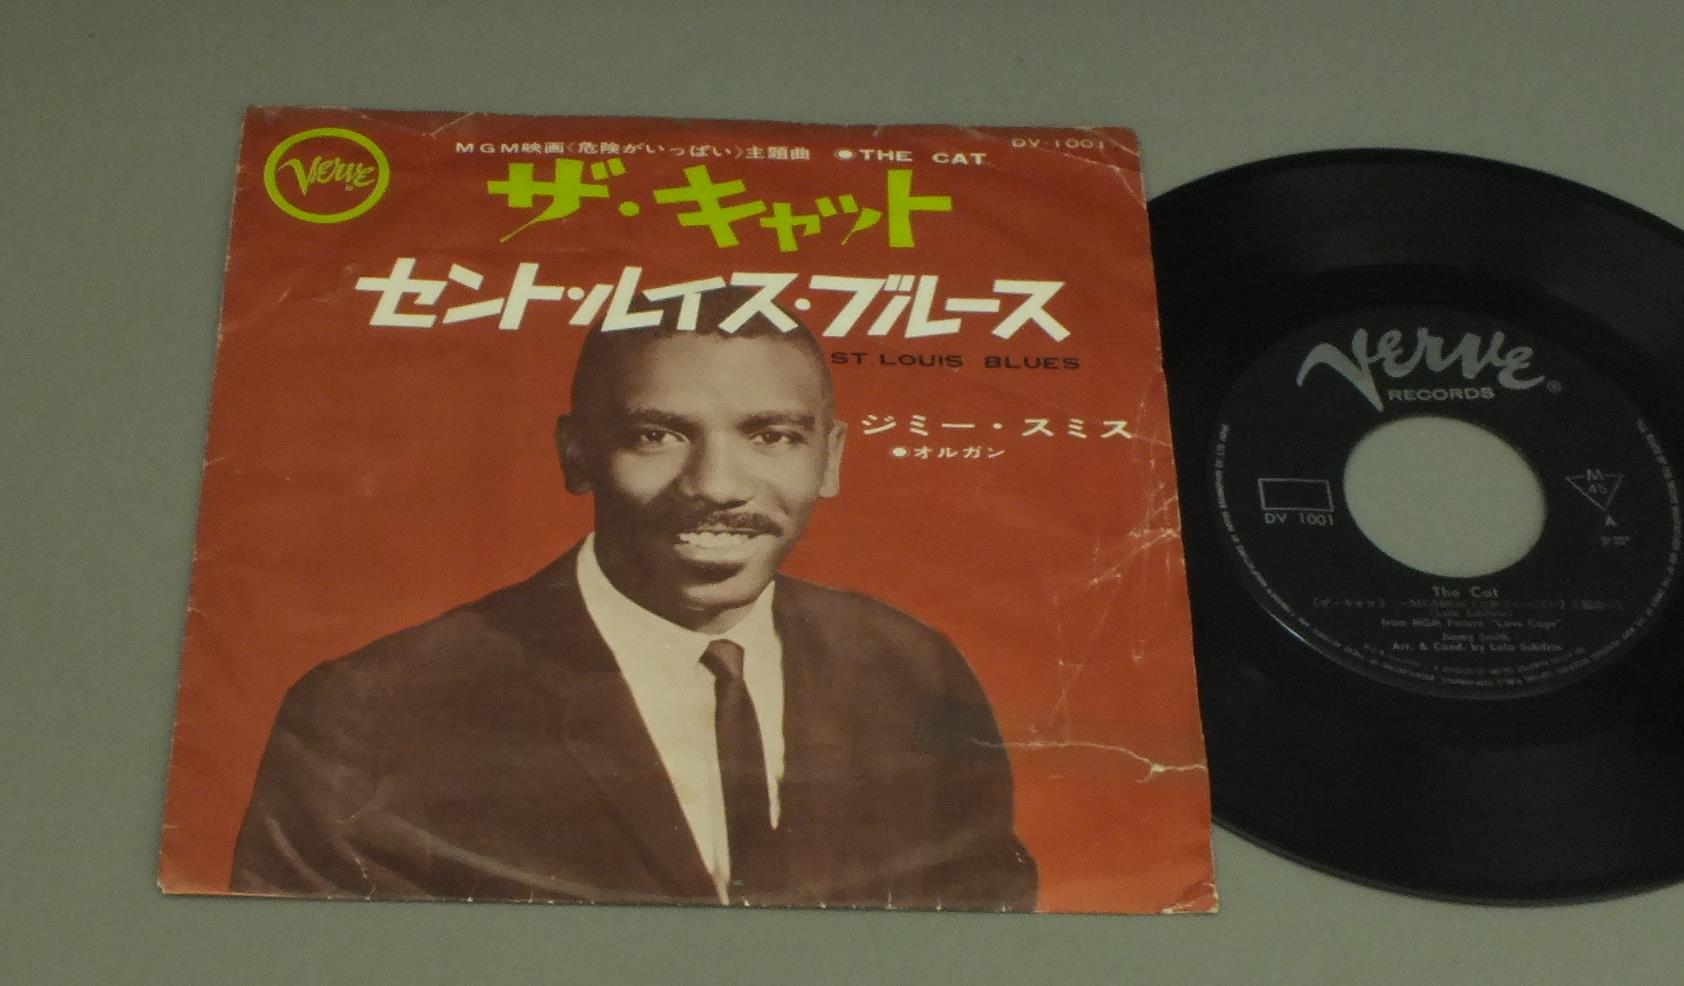 Verve
MGM映画〈危険がいっぱい〉主題曲 ●THE CAT
DV-1001
ザ・キャット
セントルイス・ブルース
ST. LOUIS BLUES
ジミー・スミス
●オルガン
Verve
RECORDS
DV 1001
M
45
A
The Cat
from MGM Picture "Love Cage"
Jimmy Smith
Arr. & Cond. by Lalo Schifrin